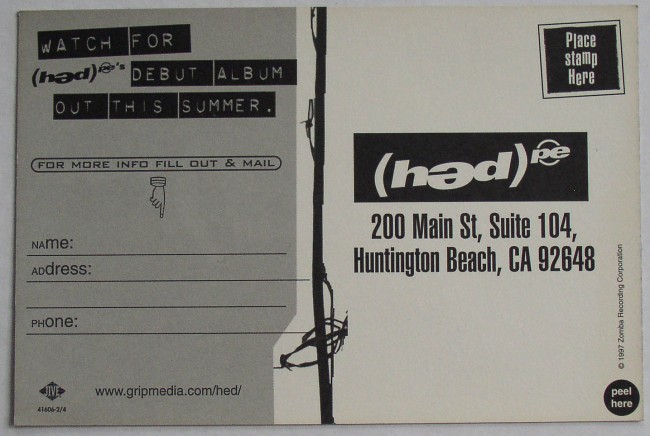 WATCH FOR
(həd)pe's DEBUT ALBUM
OUT THIS SUMMER.
FOR MORE INFO FILL OUT & MAIL
NAme:
ADdress:
PHone:
JIVE
41606-2/4
www.gripmedia.com/hed/
Place
stamp
Here
(həd)pe
200 Main St, Suite 104,
Huntington Beach, CA 92648
© 1997 Zomba Recording Corporation
peel
here